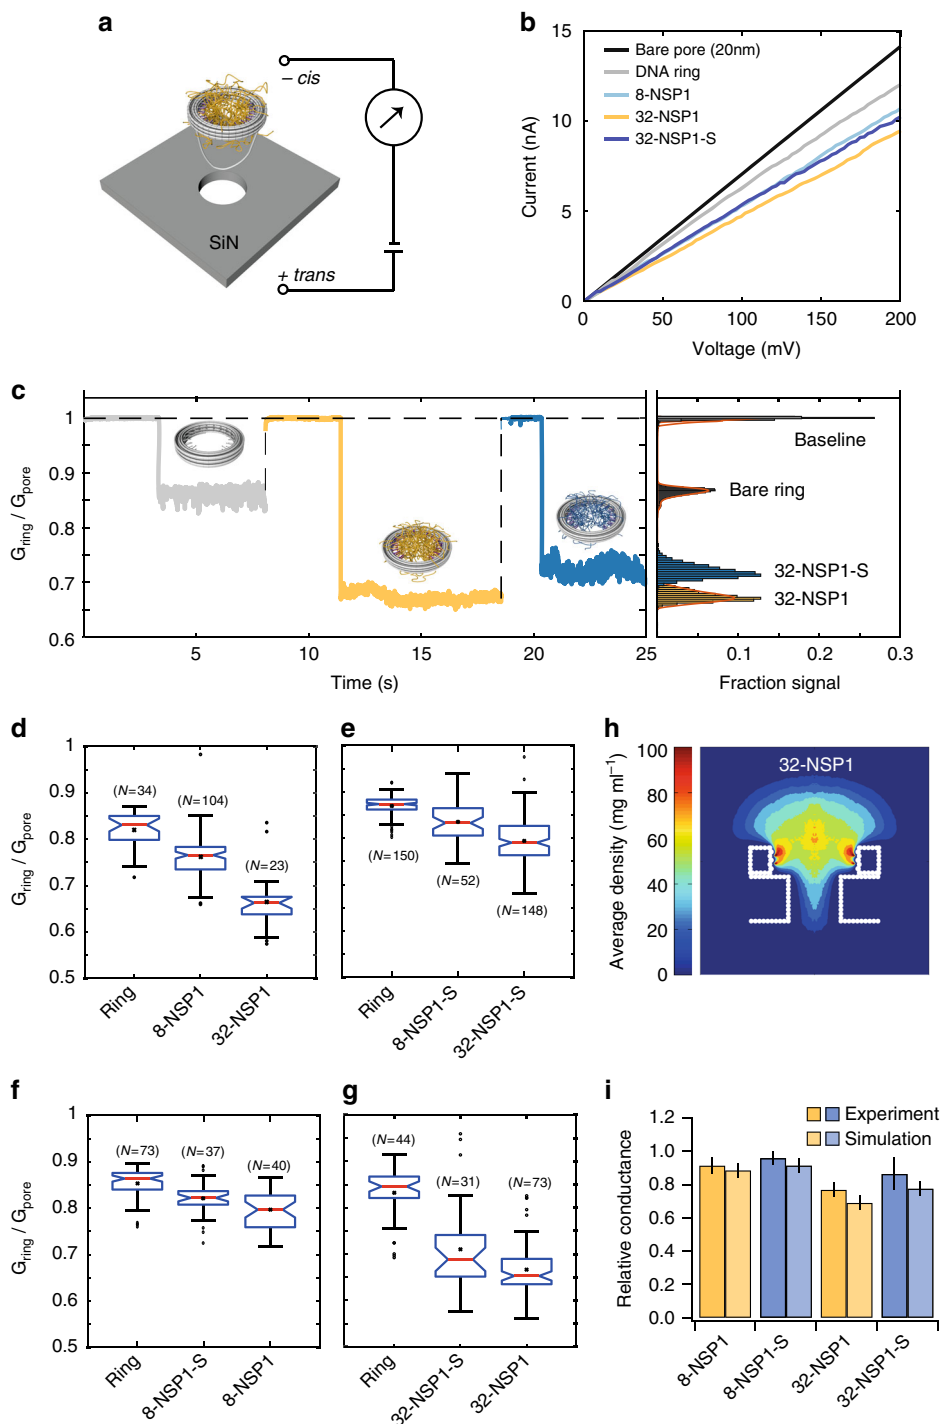 a
− cis
SiN
+ trans
b
15
10
5
0
Current (nA)
Bare pore (20nm)
DNA ring
8-NSP1
32-NSP1
32-NSP1-S
0
50
100
150
200
Voltage (mV)
c
1
0.9
0.8
0.7
0.6
G_ring / G_pore
5
10
15
20
25
Time (s)
Baseline
Bare ring
32-NSP1-S
32-NSP1
0.1
0.2
0.3
Fraction signal
d
1
0.9
0.8
0.7
0.6
0.5
G_ring / G_pore
(N=34)
(N=104)
(N=23)
Ring
8-NSP1
32-NSP1
e
(N=150)
(N=52)
(N=148)
Ring
8-NSP1-S
32-NSP1-S
h
Average density (mg ml⁻¹)
100
80
60
40
20
0
32-NSP1
f
1
0.9
0.8
0.7
0.6
0.5
G_ring / G_pore
(N=73)
(N=37)
(N=40)
Ring
8-NSP1-S
8-NSP1
g
(N=44)
(N=31)
(N=73)
Ring
32-NSP1-S
32-NSP1
i
1.2
1.0
0.8
0.6
0.4
0.2
0.0
Relative conductance
Experiment
Simulation
8-NSP1
8-NSP1-S
32-NSP1
32-NSP1-S